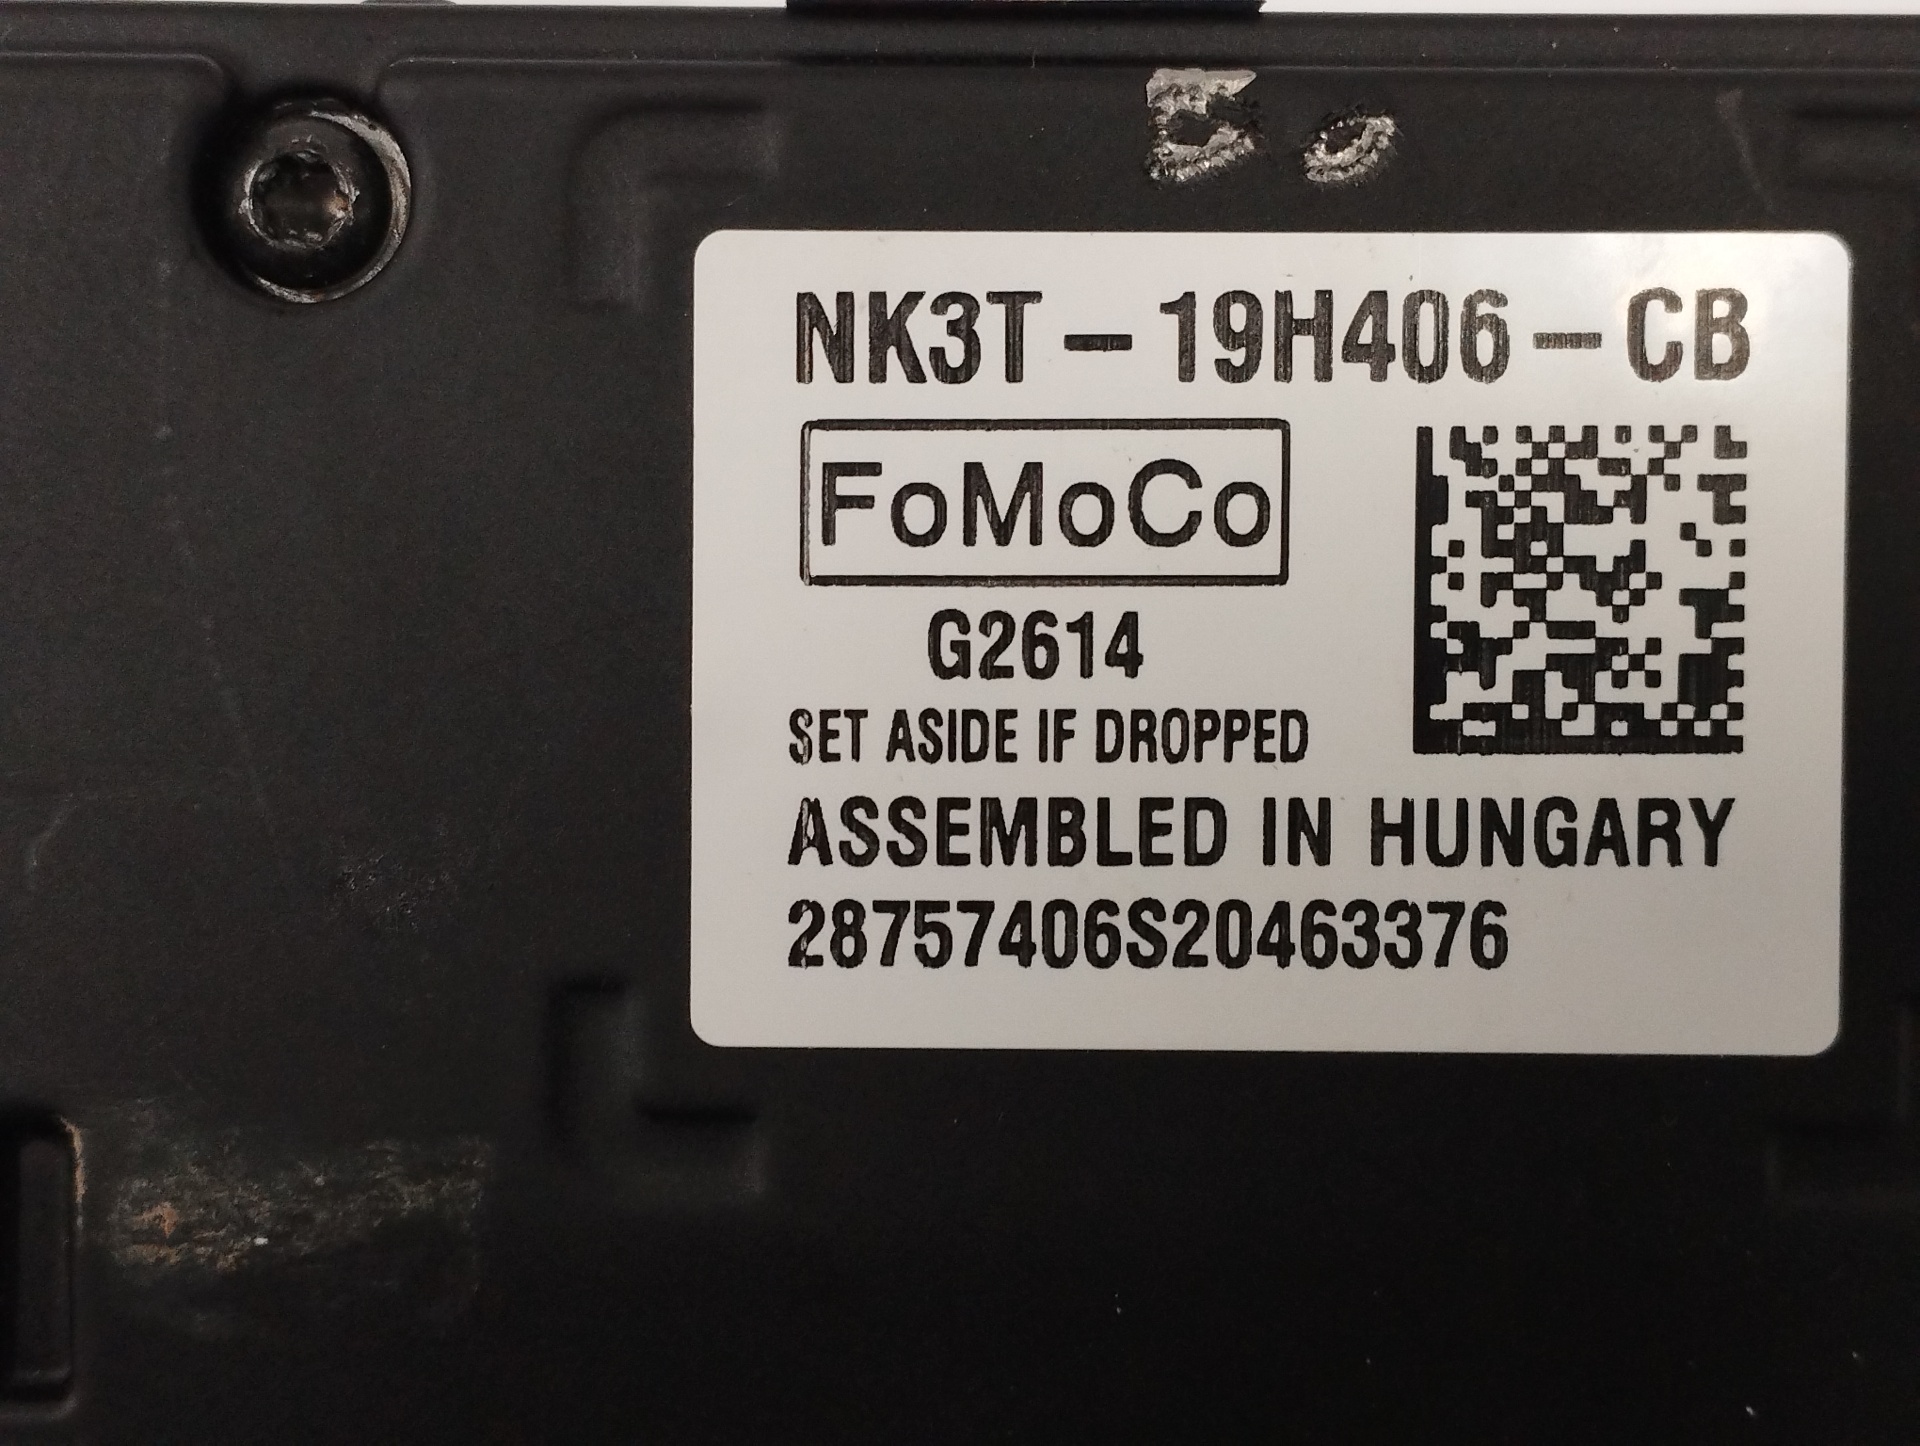 NK3T-19H406-CB
FoMoCo
G2614
SET ASIDE IF DROPPED
ASSEMBLED IN HUNGARY
28757406S20463376